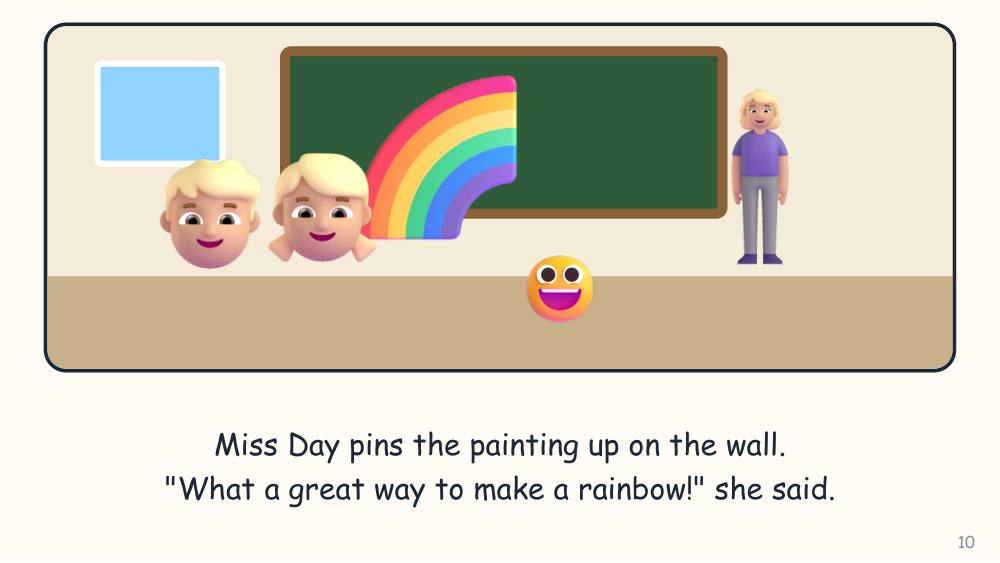 Miss Day pins the painting up on the wall.
"What a great way to make a rainbow!" she said.
10